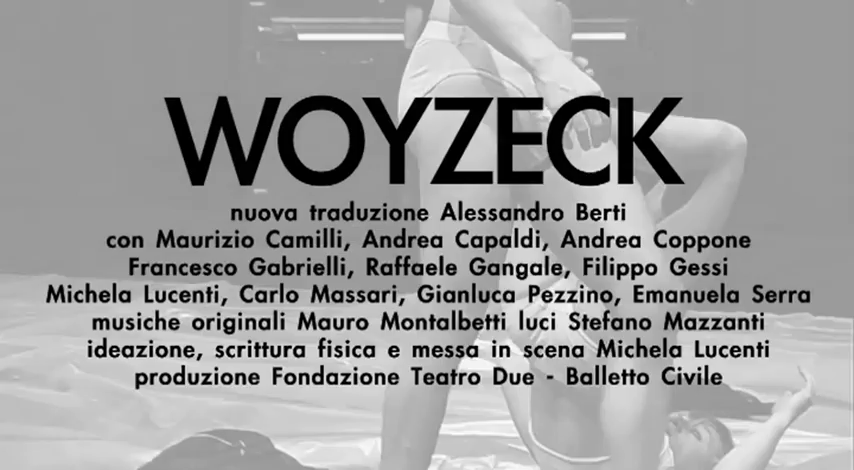 WOYZECK
nuova traduzione Alessandro Berti
con Maurizio Camilli, Andrea Capaldi, Andrea Coppone
Francesco Gabrielli, Raffaele Gangale, Filippo Gessi
Michela Lucenti, Carlo Massari, Gianluca Pezzino, Emanuela Serra
musiche originali Mauro Montalbetti luci Stefano Mazzanti
ideazione, scrittura fisica e messa in scena Michela Lucenti
produzione Fondazione Teatro Due - Balletto Civile